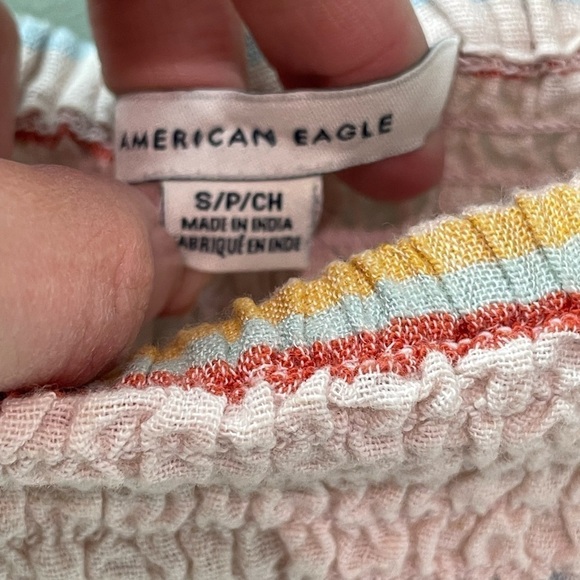 AMERICAN EAGLE
S/P/CH
MADE IN INDIA
FABRIQUÉ EN INDE